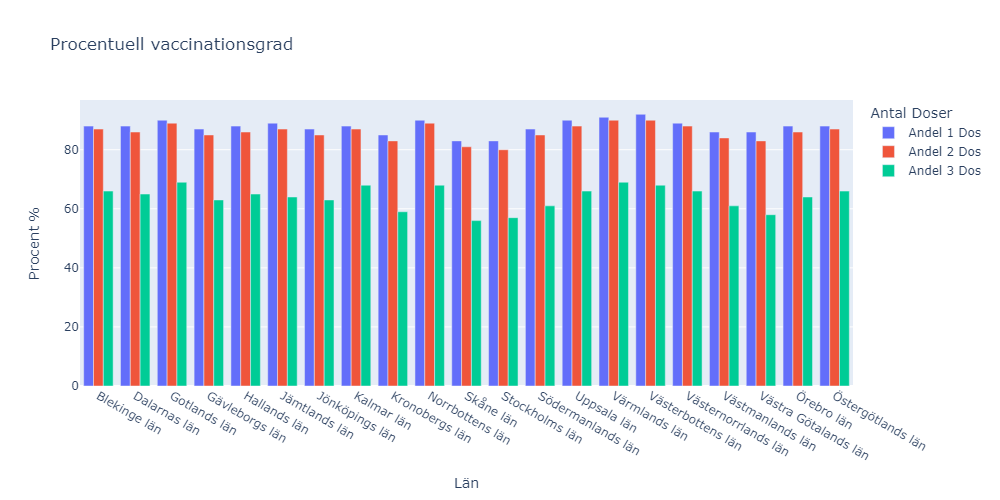 Procentuell vaccinationsgrad
Antal Doser
Andel 1 Dos
Andel 2 Dos
Andel 3 Dos
Procent %
80
60
40
20
0
Blekinge län
Dalarnas län
Gotlands län
Gävleborgs län
Hallands län
Jämtlands län
Jönköpings län
Kalmar län
Kronobergs län
Norrbottens län
Skåne län
Stockholms län
Södermanlands län
Uppsala län
Värmlands län
Västerbottens län
Västernorrlands län
Västmanlands län
Västra Götalands län
Örebro län
Östergötlands län
Län